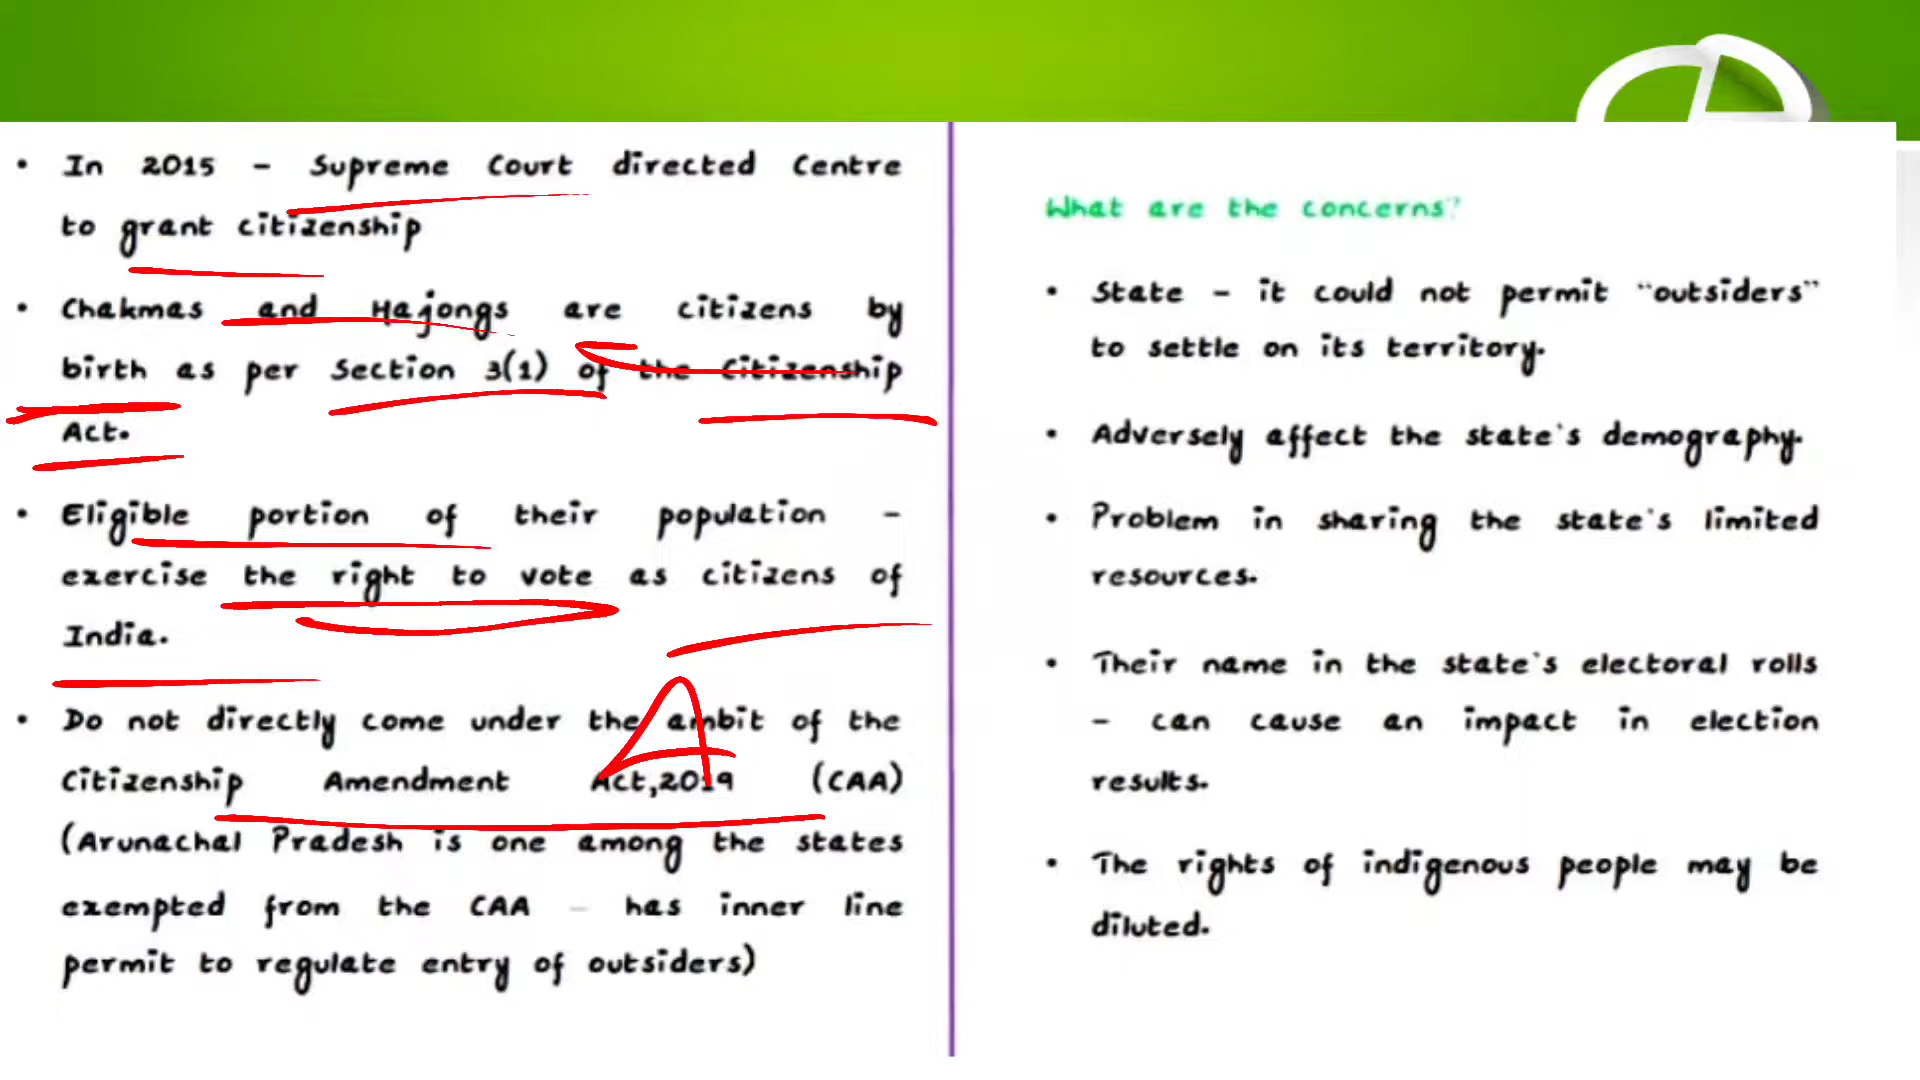 • In 2015 - Supreme Court directed Centre
to grant citizenship
• Chakmas and Hajongs are citizens by
birth as per Section 3(1) of the Citizenship
Act.
• Eligible portion of their population -
exercise the right to vote as citizens of
India.
• Do not directly come under the ambit of the
Citizenship Amendment Act,2019 (CAA)
(Arunachal Pradesh is one among the states
exempted from the CAA - has inner line
permit to regulate entry of outsiders)
What are the concerns?
• State - it could not permit "outsiders"
to settle on its territory.
• Adversely affect the state's demography.
• Problem in sharing the state's limited
resources.
• Their name in the state's electoral rolls
- can cause an impact in election
results.
• The rights of indigenous people may be
diluted.